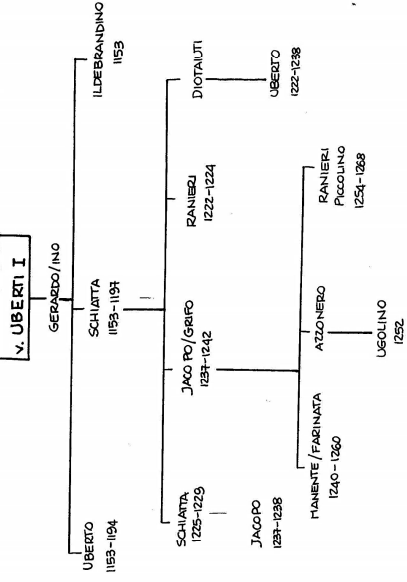 v. UBERTI I
GERARDO/INO
UBERTO
1153-1194
SCHIATTA
1153-1197
ILDEBRANDINO
1153
SCHIATTA
1225-1229
JACOPO/GRIFO
1237-1242
RANIERI
1222-1224
DIOTAIUTI
JACOPO
1237-1238
UBERTO
1222-1238
MANENTE/FARINATA
1240-1260
AZZONERO
RANIERI
PICCOLINO
1254-1268
UGOLINO
1252